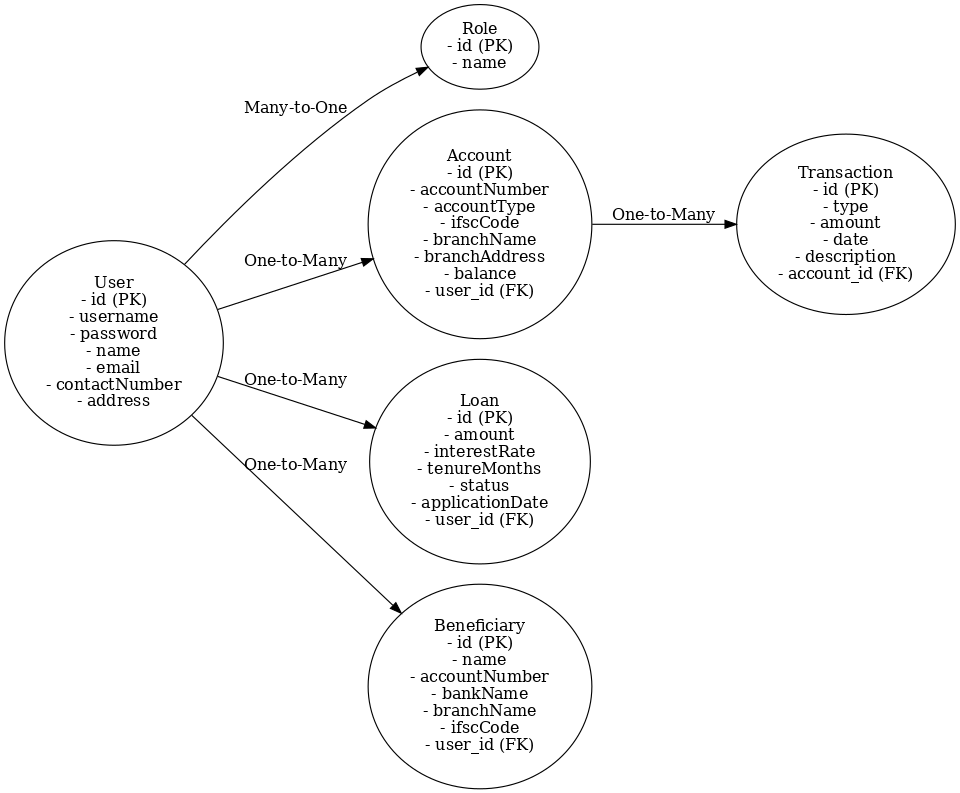 Role
- id (PK)
- name
Many-to-One
Account
- id (PK)
- accountNumber
- accountType
- ifscCode
- branchName
- branchAddress
- balance
- user_id (FK)
One-to-Many
Transaction
- id (PK)
- type
- amount
- date
- description
- account_id (FK)
One-to-Many
User
- id (PK)
- username
- password
- name
- email
- contactNumber
- address
One-to-Many
Loan
- id (PK)
- amount
- interestRate
- tenureMonths
- status
- applicationDate
- user_id (FK)
One-to-Many
Beneficiary
- id (PK)
- name
- accountNumber
- bankName
- branchName
- ifscCode
- user_id (FK)